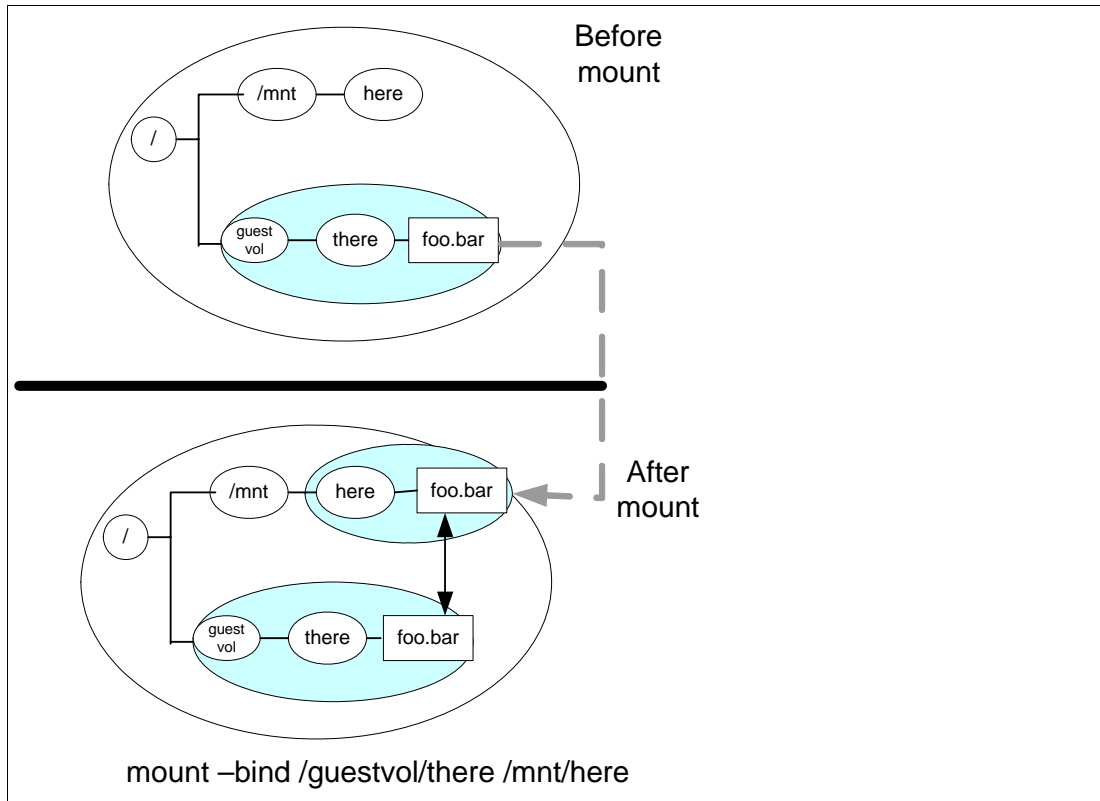 Before
mount
/mnt
here
/
guest
vol
there
foo.bar
After
mount
/mnt
here
foo.bar
/
guest
vol
there
foo.bar
mount –bind /guestvol/there /mnt/here